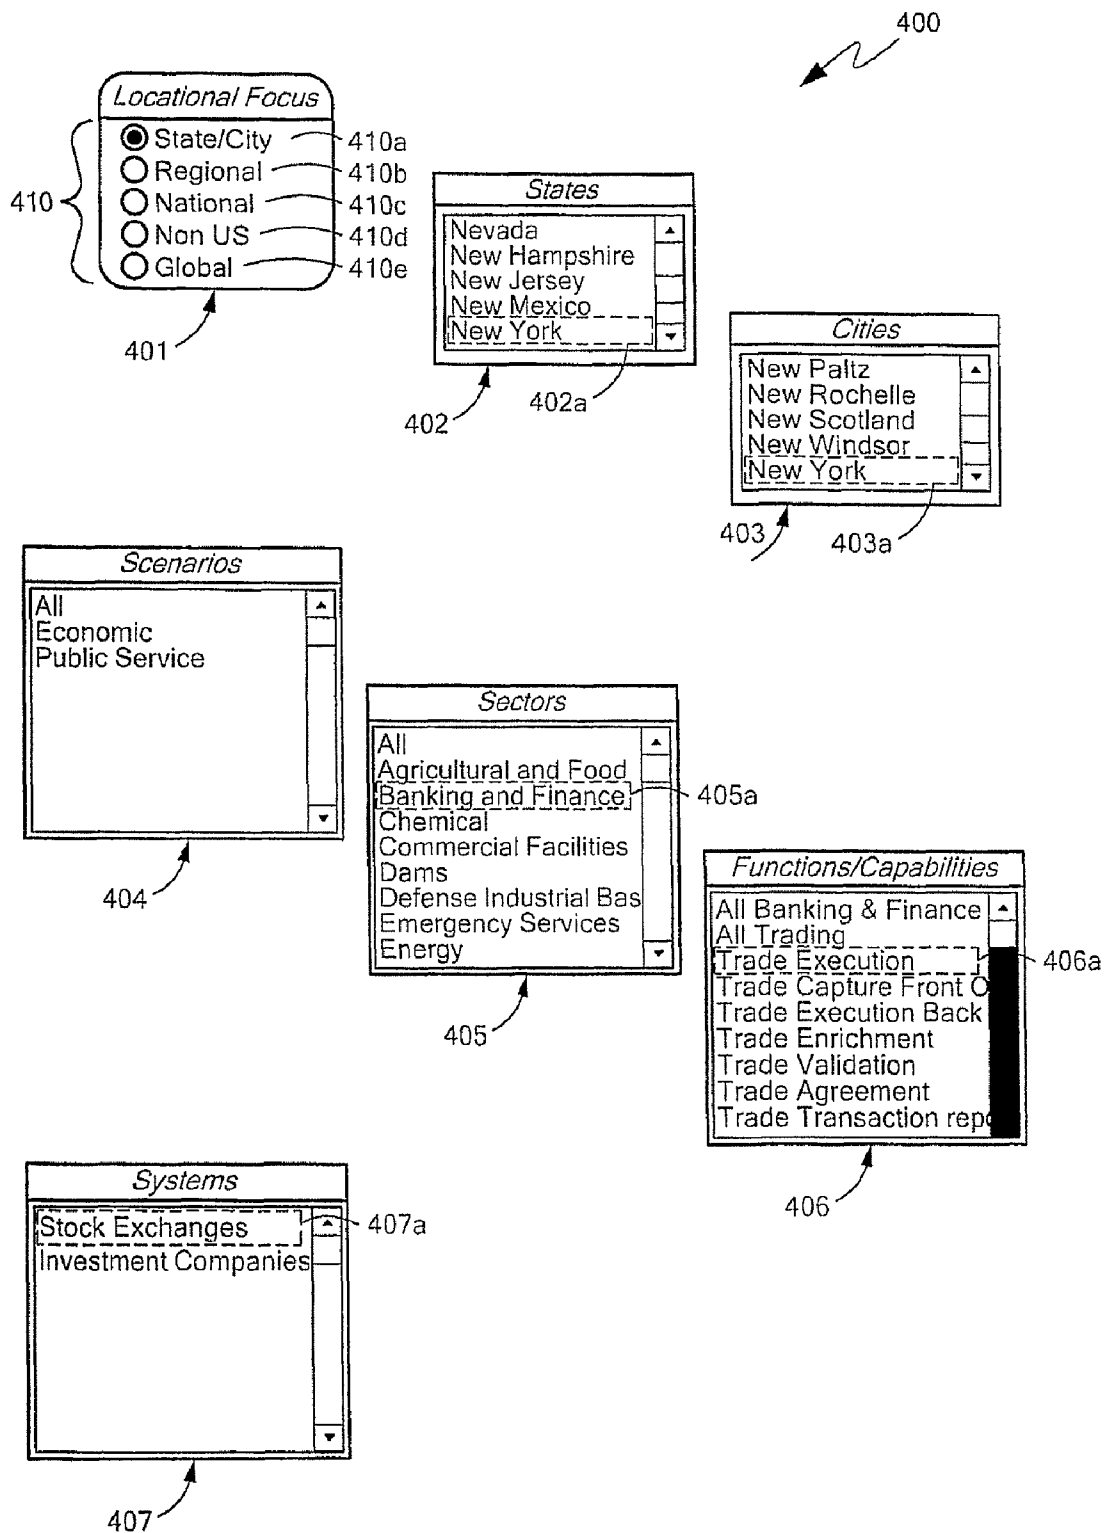 400
Locational Focus
State/City
410a
Regional
410b
410
National
410c
Non US
410d
Global
410e
401
States
Nevada
New Hampshire
New Jersey
New Mexico
New York
402a
402
Cities
New Paltz
New Rochelle
New Scotland
New Windsor
New York
403
403a
Scenarios
All
Economic
Public Service
404
Sectors
All
Agricultural and Food
Banking and Finance
405a
Chemical
Commercial Facilities
Dams
Defense Industrial Bas
Emergency Services
Energy
405
Functions/Capabilities
All Banking & Finance
All Trading
Trade Execution
406a
Trade Capture Front O
Trade Execution Back
Trade Enrichment
Trade Validation
Trade Agreement
Trade Transaction repo
406
Systems
Stock Exchanges
407a
Investment Companies
407